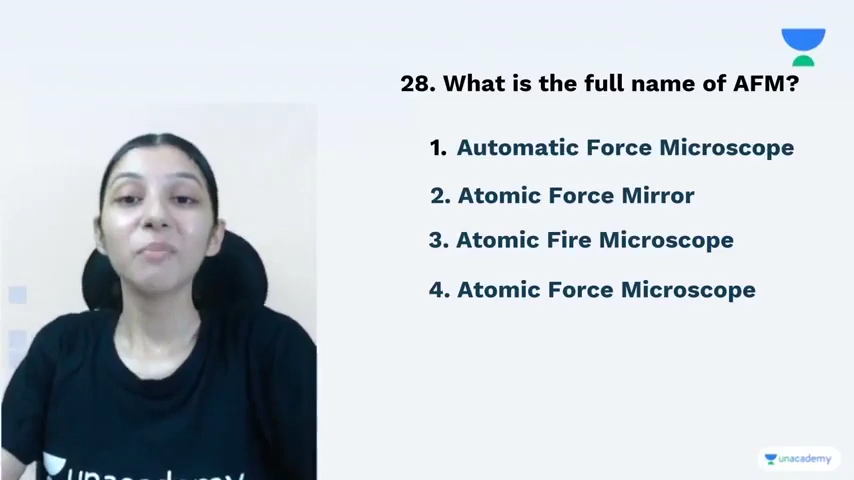 28. What is the full name of AFM?
1. Automatic Force Microscope
2. Atomic Force Mirror
3. Atomic Fire Microscope
4. Atomic Force Microscope
unacademy
unacademy